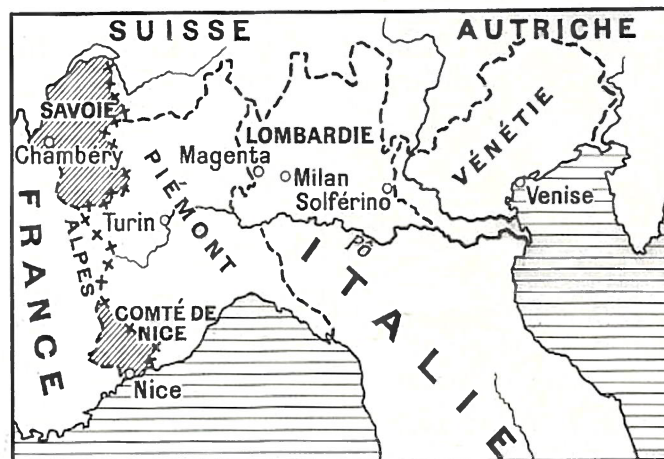 SUISSE
AUTRICHE
SAVOIE
Chambéry
FRANCE
ALPES
PIÉMONT
Turin
Magenta
LOMBARDIE
Milan
Solférino
VÉNÉTIE
Venise
Pô
ITALIE
COMTÉ DE
NICE
Nice